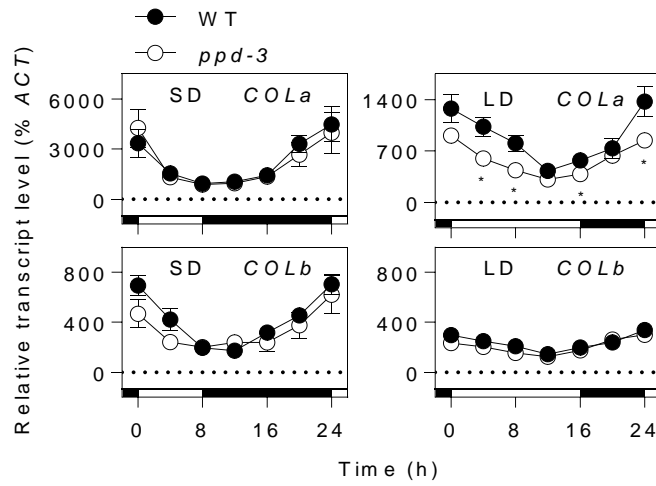 WT
ppd-3
Relative transcript level (% ACT)
6000
3000
0
SD COLa
1400
700
0
LD COLa
* * * *
800
400
0
SD COLb
800
400
0
LD COLb
0 8 16 24
0 8 16 24
Time (h)